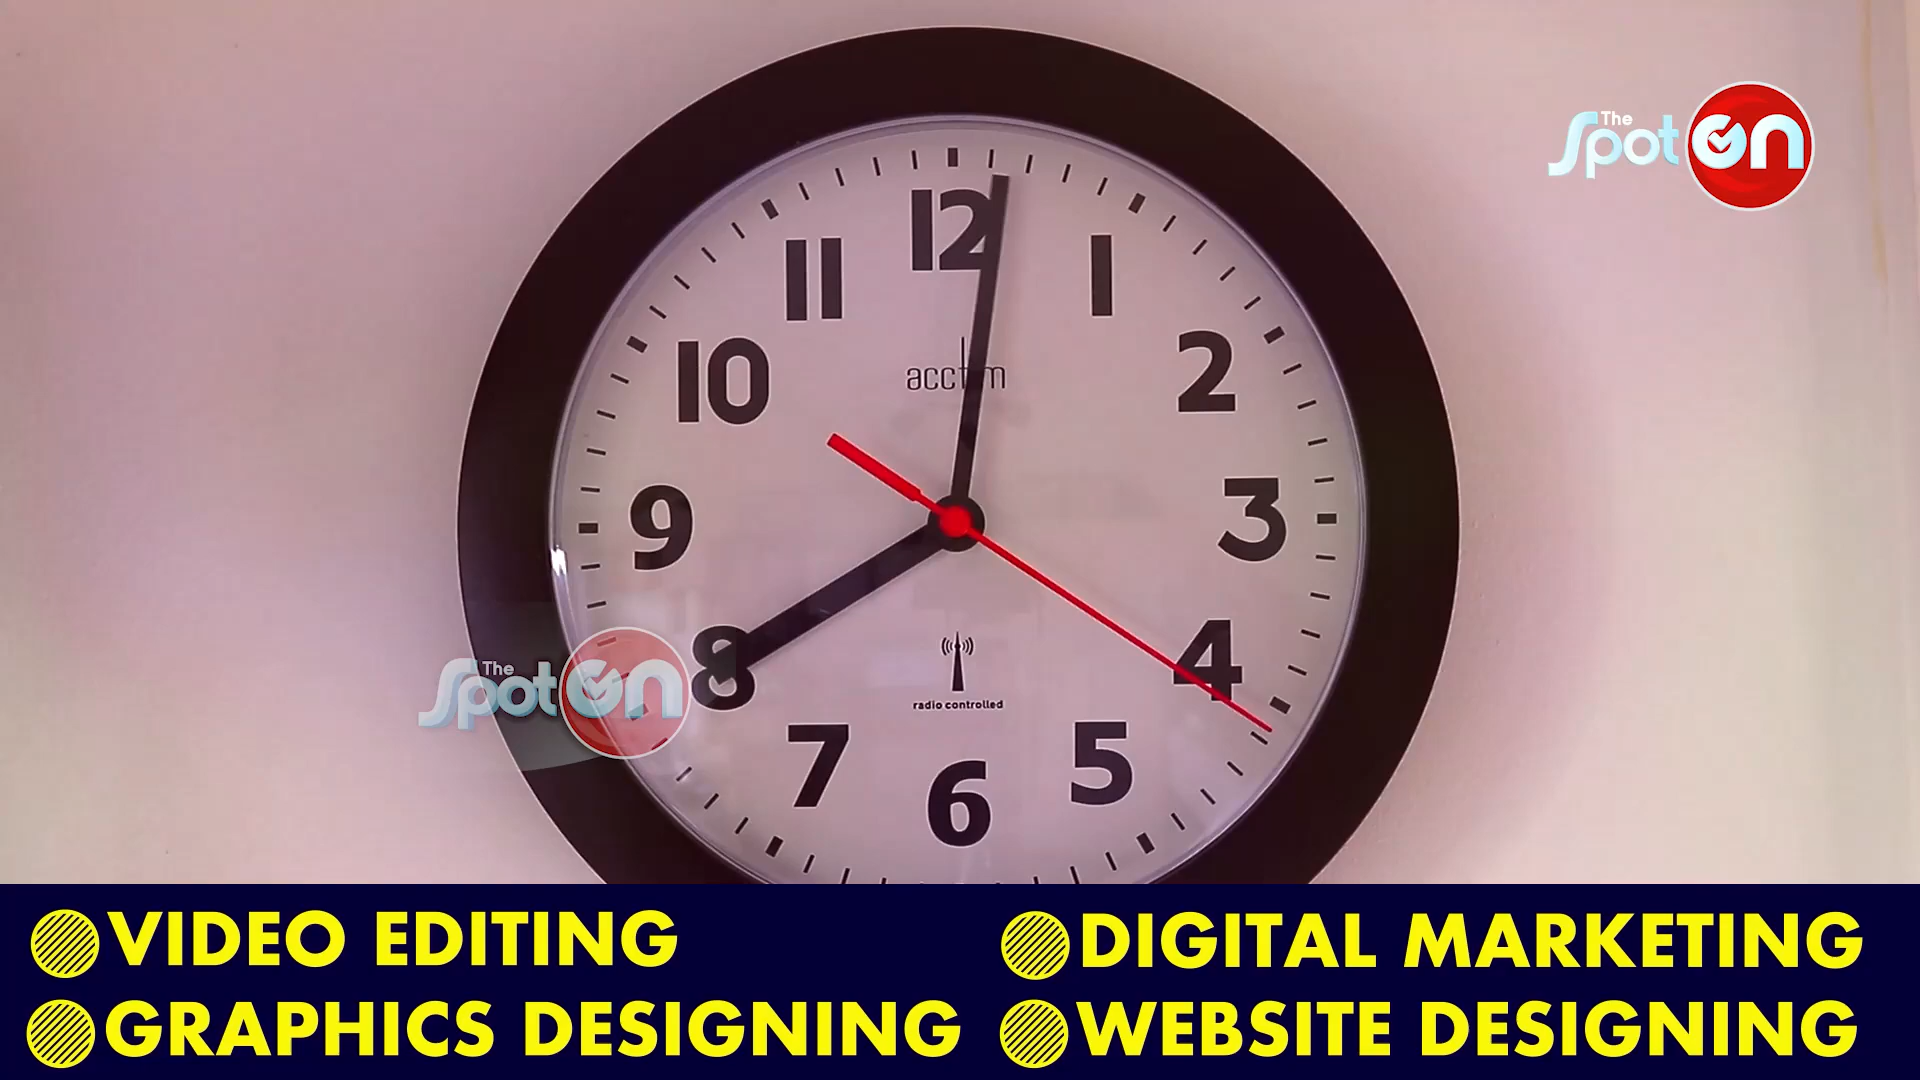 The
Spot On
12
11
1
10
2
acctim
9
3
8
4
The
Spot On
radio controlled
7
5
6
VIDEO EDITING
DIGITAL MARKETING
GRAPHICS DESIGNING
WEBSITE DESIGNING